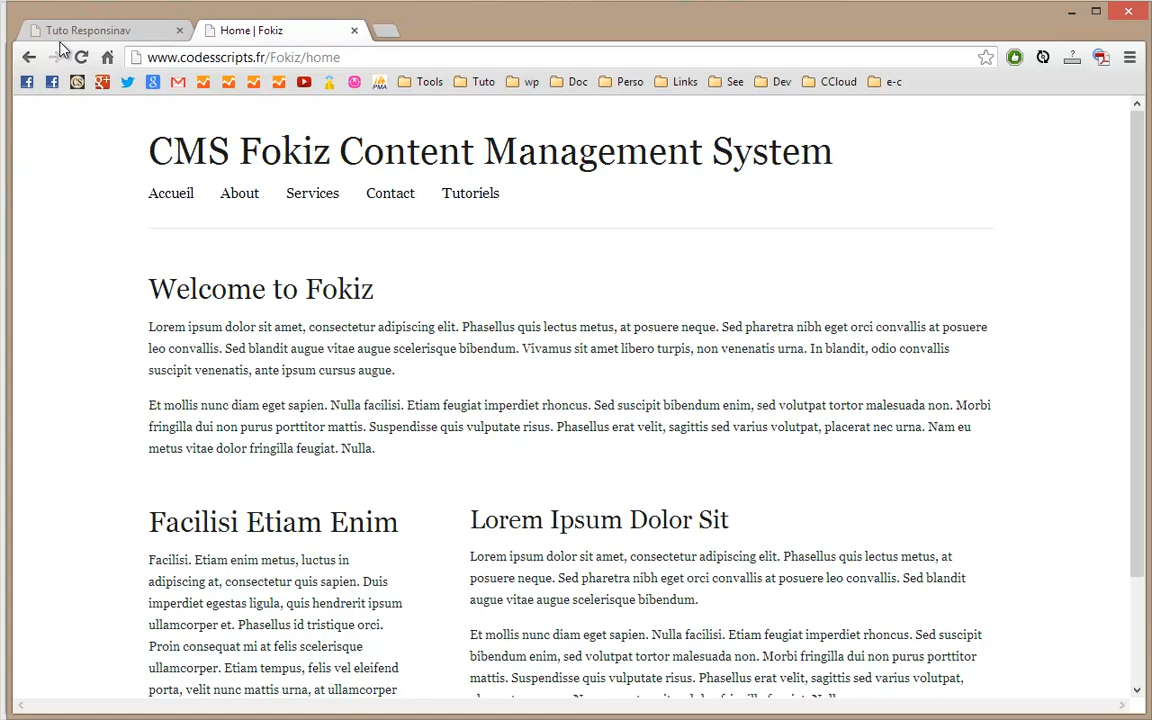 Tuto Responsinav
Home | Fokiz
www.codesscripts.fr/Fokiz/home
Tools
Tuto
wp
Doc
Perso
Links
See
Dev
CCloud
e-c
CMS Fokiz Content Management System
Accueil
About
Services
Contact
Tutoriels
Welcome to Fokiz
Lorem ipsum dolor sit amet, consectetur adipiscing elit. Phasellus quis lectus metus, at posuere neque. Sed pharetra nibh eget orci convallis at posuere
leo convallis. Sed blandit augue vitae augue scelerisque bibendum. Vivamus sit amet libero turpis, non venenatis urna. In blandit, odio convallis
suscipit venenatis, ante ipsum cursus augue.
Et mollis nunc diam eget sapien. Nulla facilisi. Etiam feugiat imperdiet rhoncus. Sed suscipit bibendum enim, sed volutpat tortor malesuada non. Morbi
fringilla dui non purus porttitor mattis. Suspendisse quis vulputate risus. Phasellus erat velit, sagittis sed varius volutpat, placerat nec urna. Nam eu
metus vitae dolor fringilla feugiat. Nulla.
Facilisi Etiam Enim
Facilisi. Etiam enim metus, luctus in
adipiscing at, consectetur quis sapien. Duis
imperdiet egestas ligula, quis hendrerit ipsum
ullamcorper et. Phasellus id tristique orci.
Proin consequat mi at felis scelerisque
ullamcorper. Etiam tempus, felis vel eleifend
porta, velit nunc mattis urna, at ullamcorper
Lorem Ipsum Dolor Sit
Lorem ipsum dolor sit amet, consectetur adipiscing elit. Phasellus quis lectus metus, at
posuere neque. Sed pharetra nibh eget orci convallis at posuere leo convallis. Sed blandit
augue vitae augue scelerisque bibendum.
Et mollis nunc diam eget sapien. Nulla facilisi. Etiam feugiat imperdiet rhoncus. Sed suscipit
bibendum enim, sed volutpat tortor malesuada non. Morbi fringilla dui non purus porttitor
mattis. Suspendisse quis vulputate risus. Phasellus erat velit, sagittis sed varius volutpat,